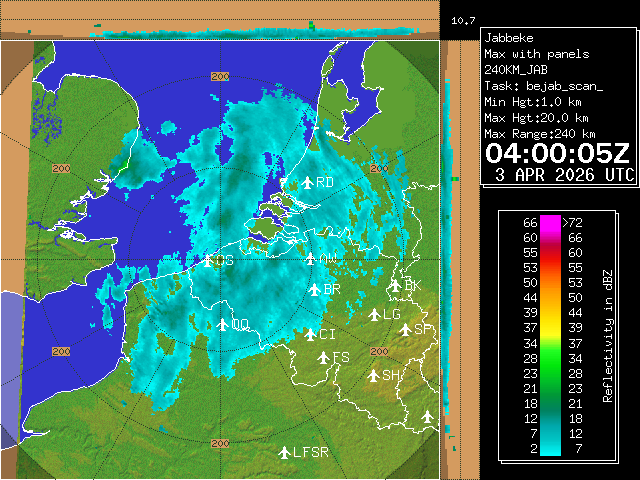 10.7
Jabbeke
Max with panels
240KM_JAB
Task: bejab_scan_
Min Hgt:1.0 km
Max Hgt:20.0 km
Max Range:240 km
04:00:05Z
3 APR 2026 UTC
200
200
200
RD
OS
BR
BK
LG
QQ
CI
SP
200
200
FS
SH
200
LFSR
66 >72
60 66
55 60
53 55
50 53
44 50
39 44
37 39
34 37
28 34
23 28
21 23
18 21
12 18
7 12
2 7
Reflectivity in dBZ